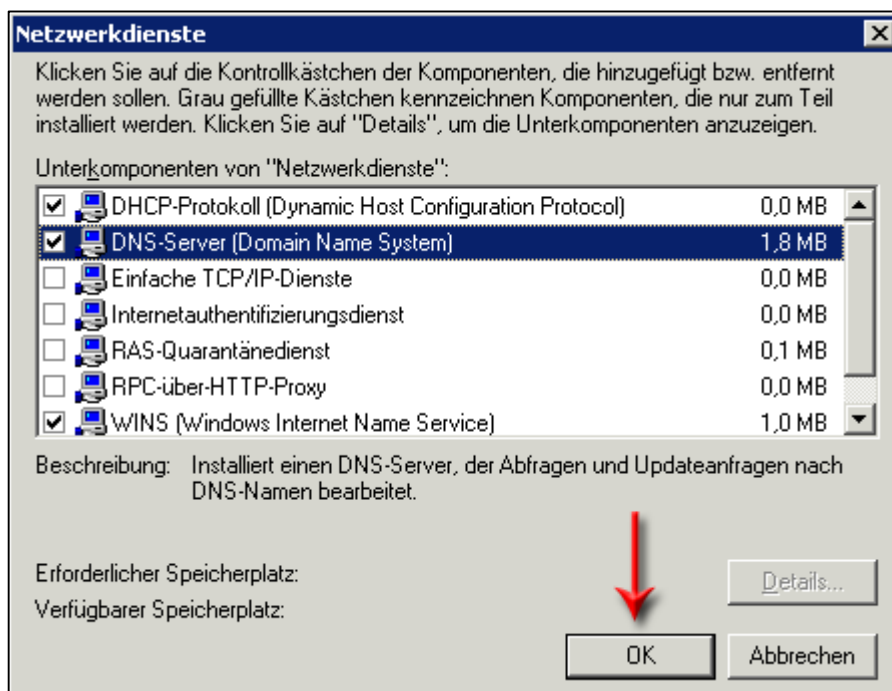 Netzwerkdienste
Klicken Sie auf die Kontrollkästchen der Komponenten, die hinzugefügt bzw. entfernt
werden sollen. Grau gefüllte Kästchen kennzeichnen Komponenten, die nur zum Teil
installiert werden. Klicken Sie auf "Details", um die Unterkomponenten anzuzeigen.
Unterkomponenten von "Netzwerkdienste":
DHCP-Protokoll (Dynamic Host Configuration Protocol) 0,0 MB
DNS-Server (Domain Name System) 1,8 MB
Einfache TCP/IP-Dienste 0,0 MB
Internetauthentifizierungsdienst 0,0 MB
RAS-Quarantänedienst 0,1 MB
RPC-über-HTTP-Proxy 0,0 MB
WINS (Windows Internet Name Service) 1,0 MB
Beschreibung: Installiert einen DNS-Server, der Abfragen und Updateanfragen nach
DNS-Namen bearbeitet.
Erforderlicher Speicherplatz:
Details...
Verfügbarer Speicherplatz:
OK Abbrechen